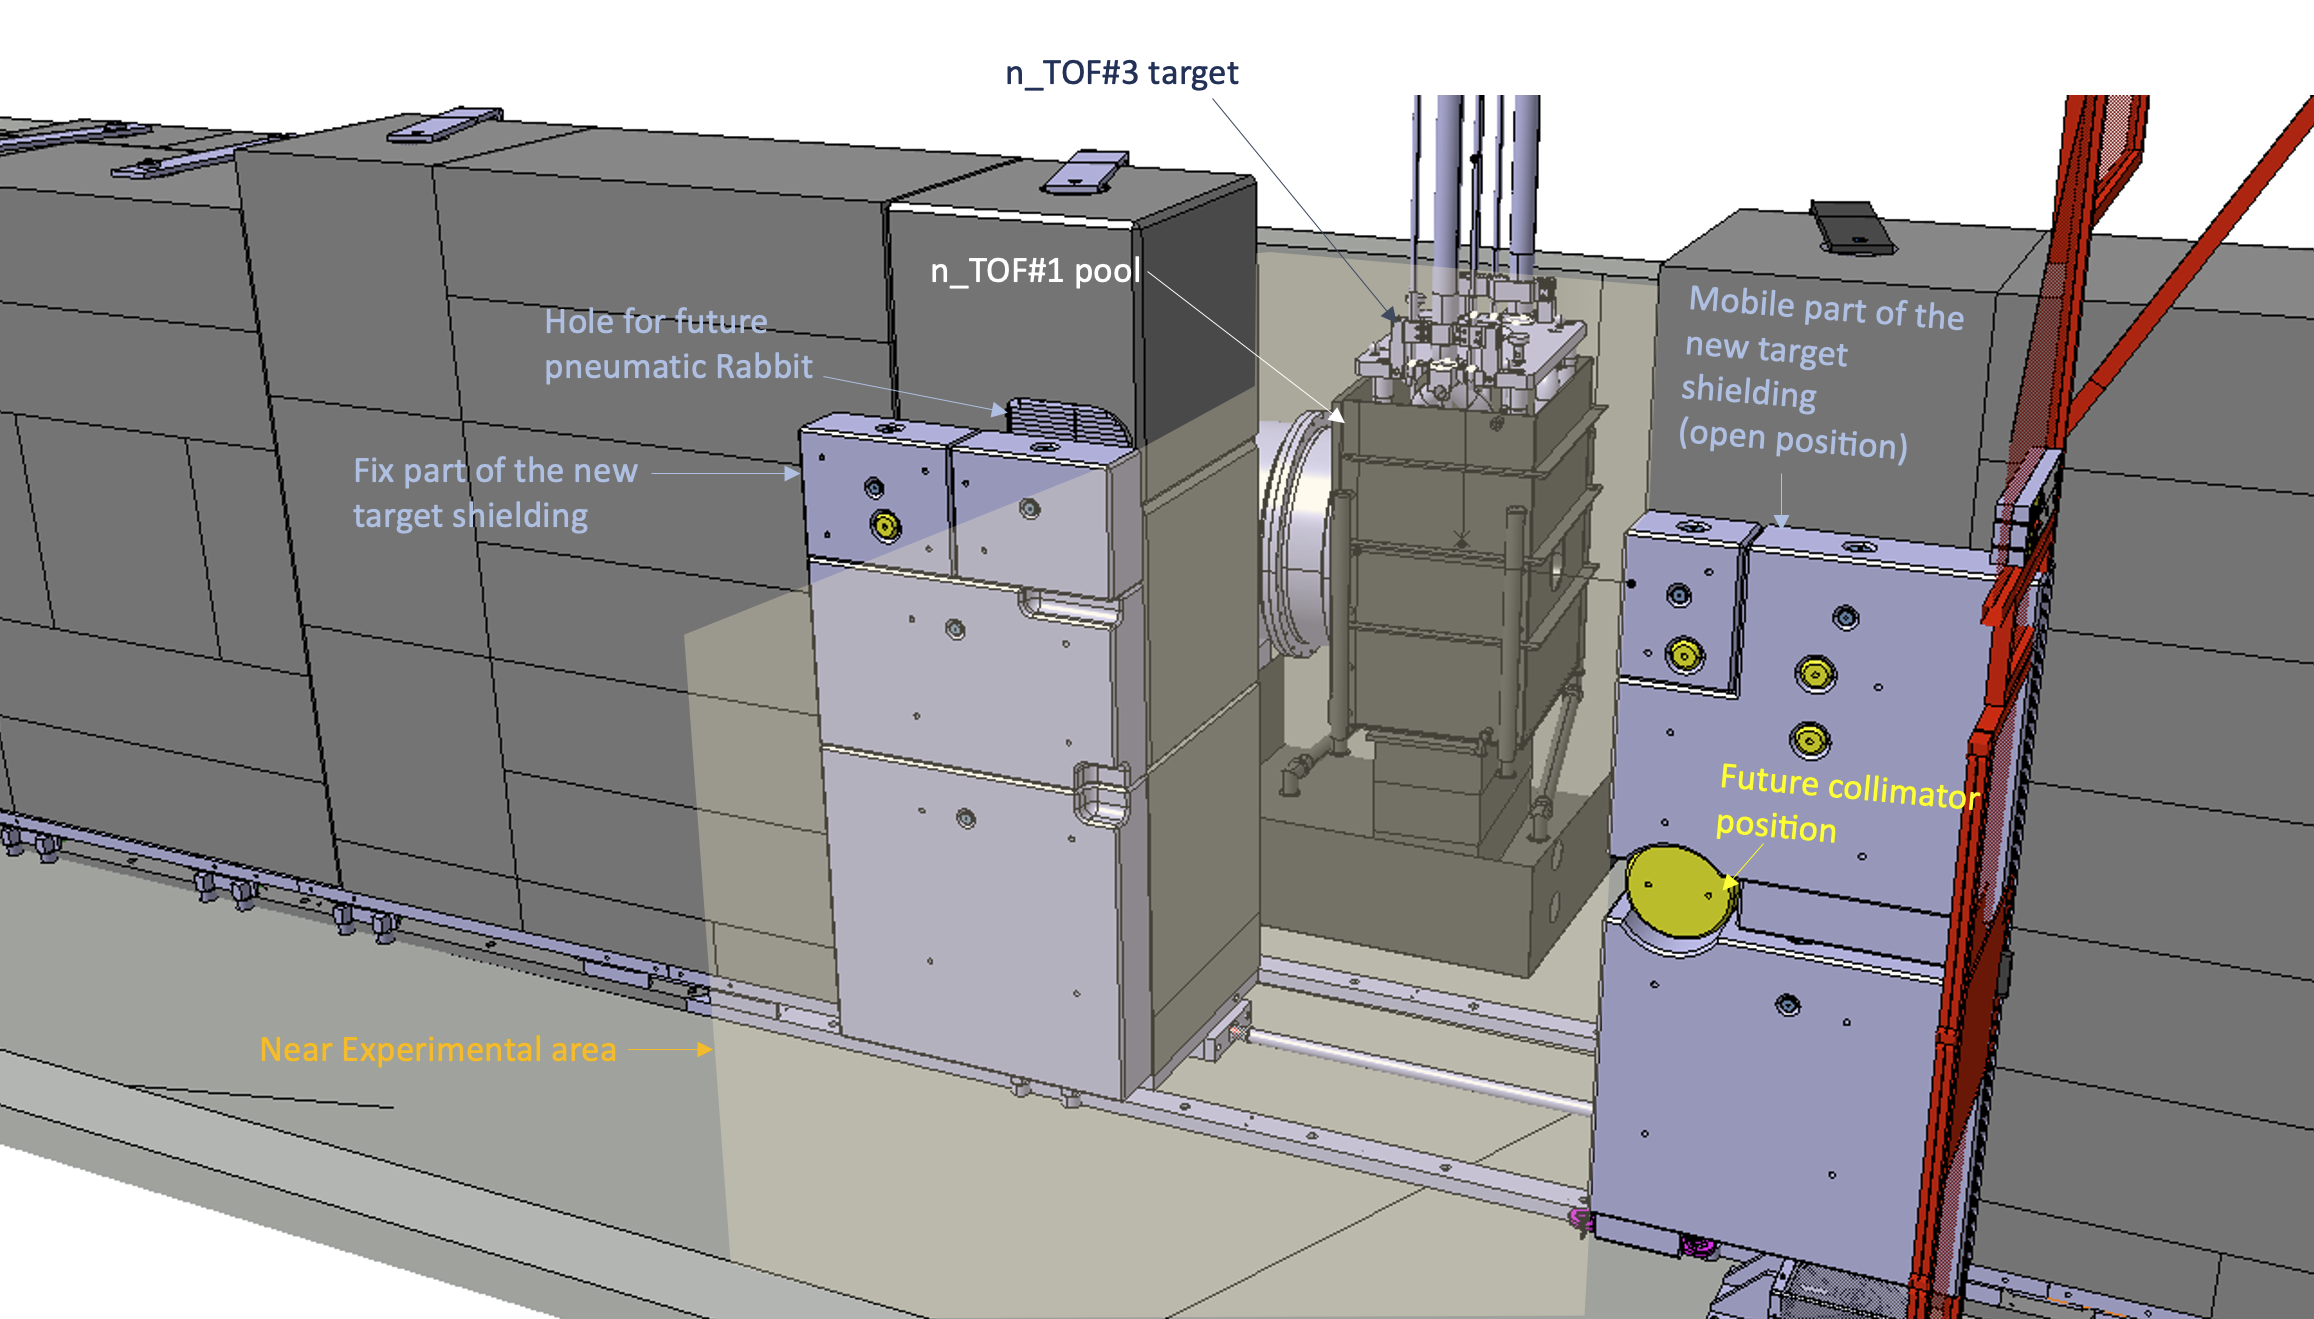 n_TOF#3 target
n_TOF#1 pool
Hole for future
pneumatic Rabbit
Mobile part of the
new target
shielding
(open position)
Fix part of the new
target shielding
Future collimator
position
Near Experimental area